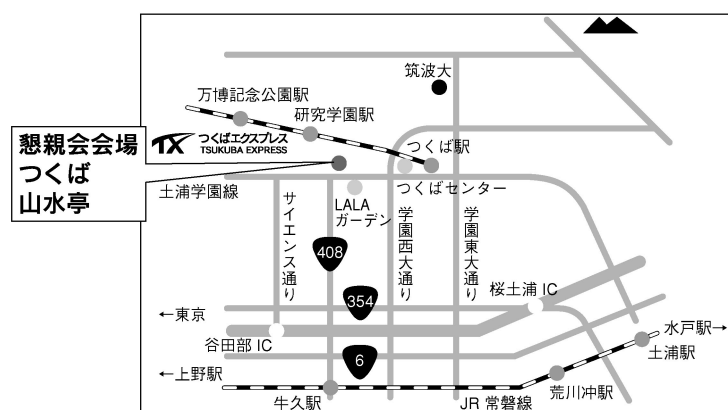 筑波大
万博記念公園駅
研究学園駅
TX つくばエクスプレス
TSUKUBA EXPRESS
つくば駅
懇親会会場
つくば
山水亭
土浦学園線
つくばセンター
LALA
ガーデン
サイエンス通り
学園西大通り
学園東大通り
408
354
桜土浦 IC
←東京
谷田部 IC
6
水戸駅→
土浦駅
←上野駅
荒川沖駅
牛久駅
JR 常磐線